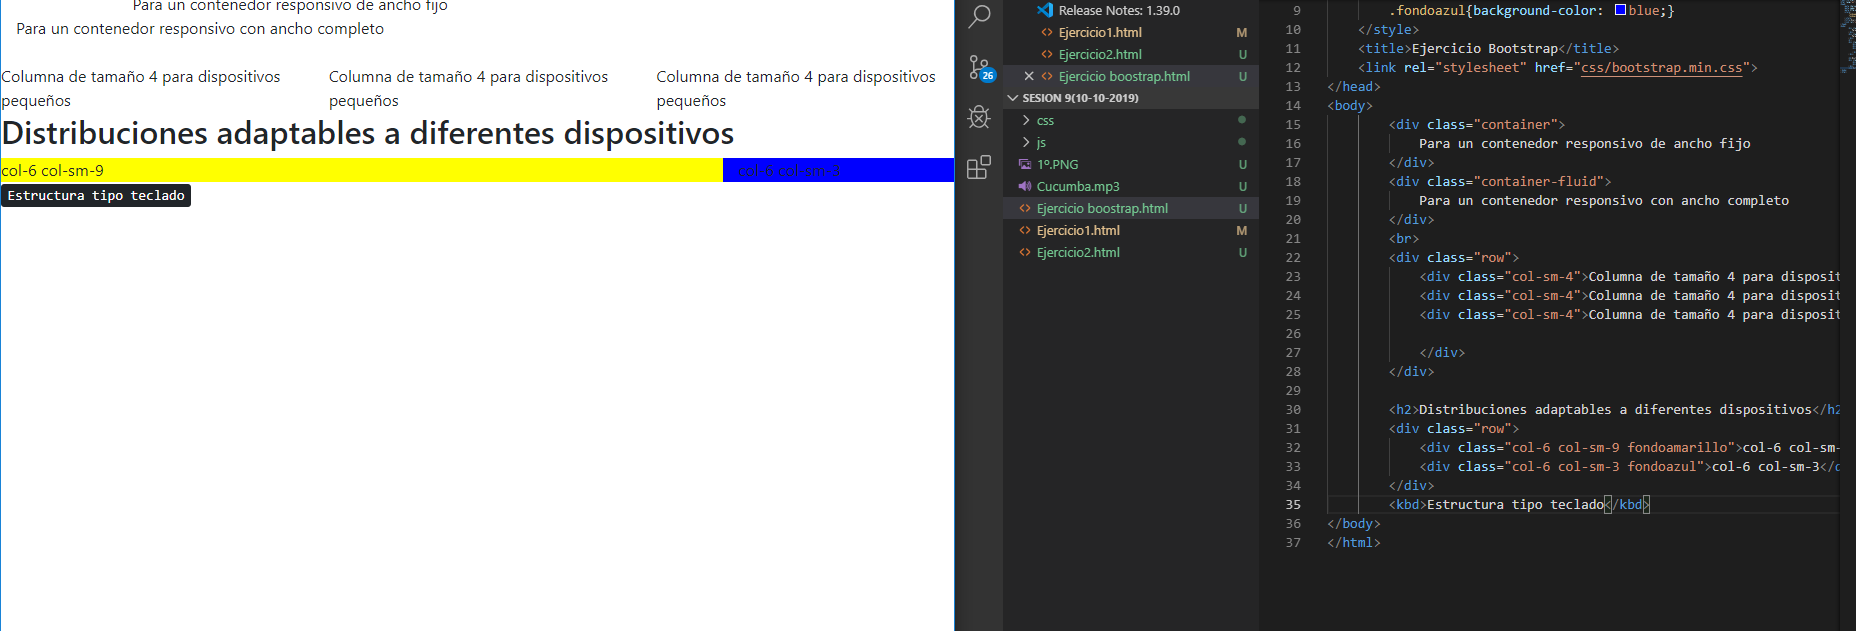 Para un contenedor responsivo de ancho fijo
Para un contenedor responsivo con ancho completo
Columna de tamaño 4 para dispositivos
pequeños
Columna de tamaño 4 para dispositivos
pequeños
Columna de tamaño 4 para dispositivos
pequeños
Distribuciones adaptables a diferentes dispositivos
col-6 col-sm-9
col-6 col-sm-3
Estructura tipo teclado
26
Release Notes: 1.39.0
Ejercicio1.html M
Ejercicio2.html U
Ejercicio boostrap.html U
SESION 9(10-10-2019)
css
js
1º.PNG U
Cucumba.mp3 U
Ejercicio boostrap.html U
Ejercicio1.html M
Ejercicio2.html U
9 .fondoazul{background-color: blue;}
10 </style>
11 <title>Ejercicio Bootstrap</title>
12 <link rel="stylesheet" href="css/bootstrap.min.css">
13 </head>
14 <body>
15 <div class="container">
16 Para un contenedor responsivo de ancho fijo
17 </div>
18 <div class="container-fluid">
19 Para un contenedor responsivo con ancho completo
20 </div>
21 <br>
22 <div class="row">
23 <div class="col-sm-4">Columna de tamaño 4 para disposit
24 <div class="col-sm-4">Columna de tamaño 4 para disposit
25 <div class="col-sm-4">Columna de tamaño 4 para disposit
26
27 </div>
28 </div>
29
30 <h2>Distribuciones adaptables a diferentes dispositivos</h2
31 <div class="row">
32 <div class="col-6 col-sm-9 fondoamarillo">col-6 col-sm-
33 <div class="col-6 col-sm-3 fondoazul">col-6 col-sm-3</d
34 </div>
35 <kbd>Estructura tipo teclado</kbd>
36 </body>
37 </html>